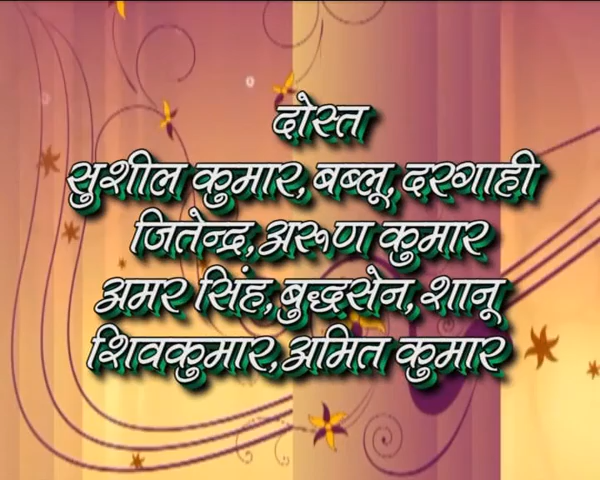 दोस्त
सुशील कुमार, बब्लू, दरगाही
जितेन्द्र, अरूण कुमार
अमर सिंह, बुद्धसेन, शानू
शिवकुमार, अमित कुमार